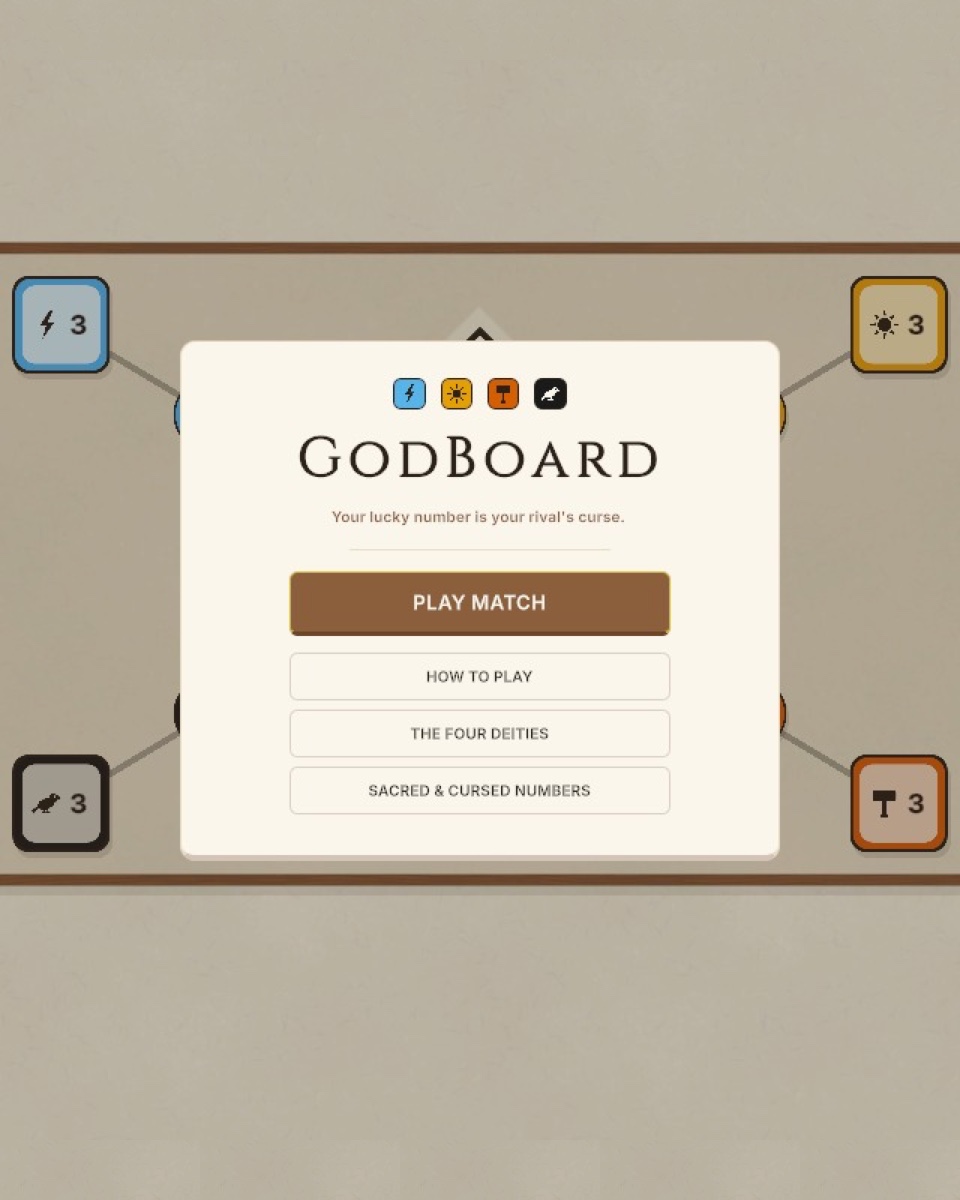 3
3
GodBoard
Your lucky number is your rival's curse.
PLAY MATCH
HOW TO PLAY
THE FOUR DEITIES
SACRED & CURSED NUMBERS
3
3